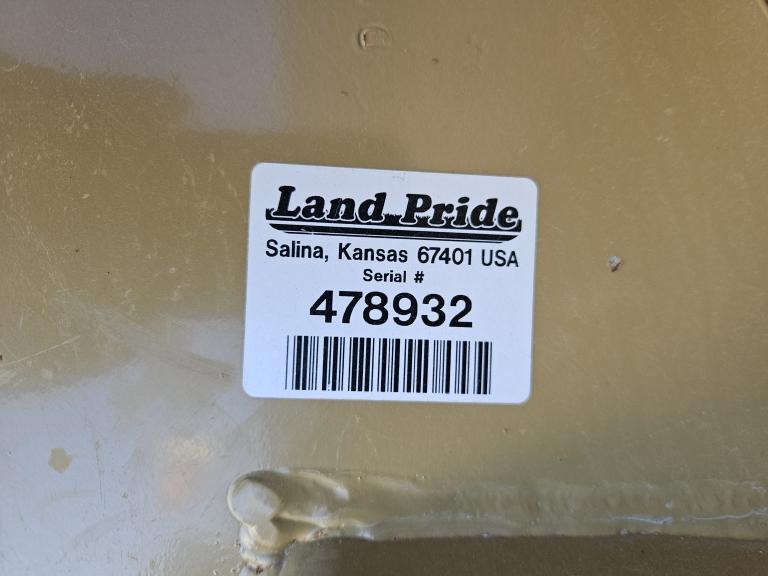 Land Pride
Salina, Kansas 67401 USA
Serial #
478932